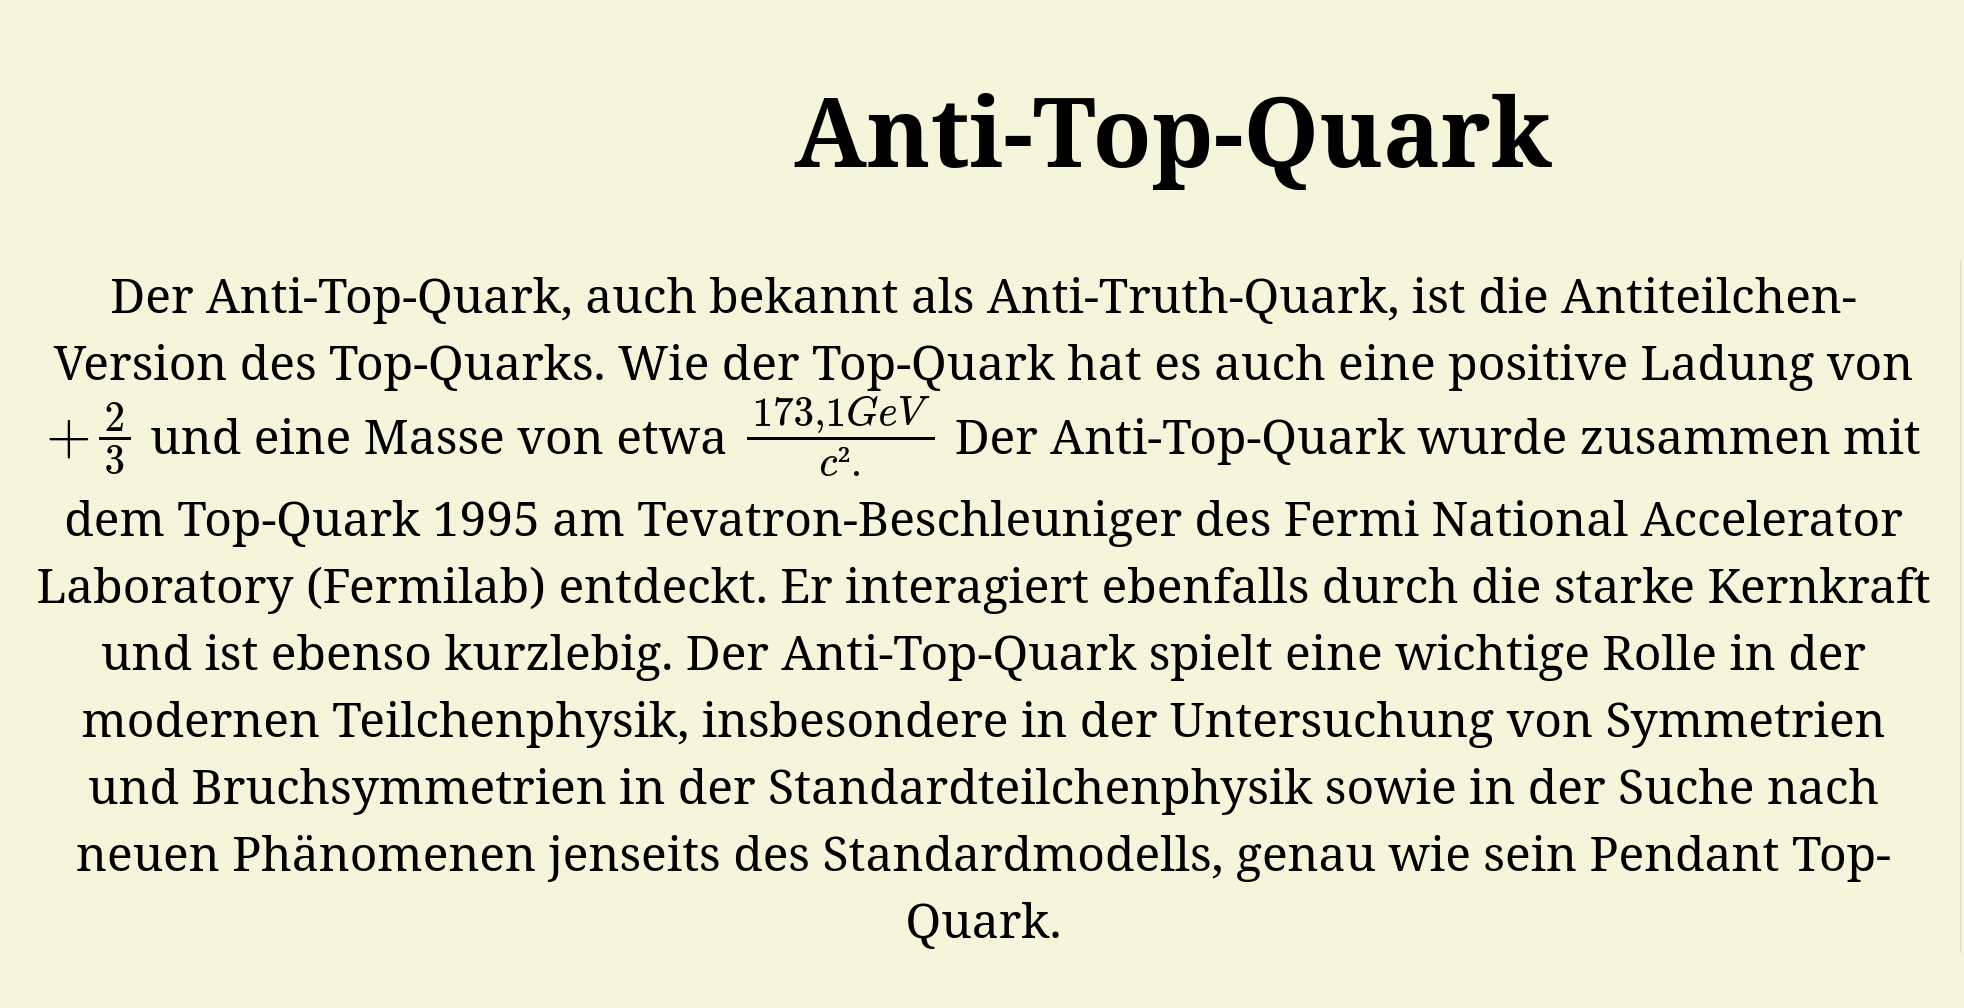 Anti-Top-Quark
Der Anti-Top-Quark, auch bekannt als Anti-Truth-Quark, ist die Antiteilchen-
Version des Top-Quarks. Wie der Top-Quark hat es auch eine positive Ladung von
+2/3 und eine Masse von etwa 173,1GeV/c². Der Anti-Top-Quark wurde zusammen mit
dem Top-Quark 1995 am Tevatron-Beschleuniger des Fermi National Accelerator
Laboratory (Fermilab) entdeckt. Er interagiert ebenfalls durch die starke Kernkraft
und ist ebenso kurzlebig. Der Anti-Top-Quark spielt eine wichtige Rolle in der
modernen Teilchenphysik, insbesondere in der Untersuchung von Symmetrien
und Bruchsymmetrien in der Standardteilchenphysik sowie in der Suche nach
neuen Phänomenen jenseits des Standardmodells, genau wie sein Pendant Top-
Quark.